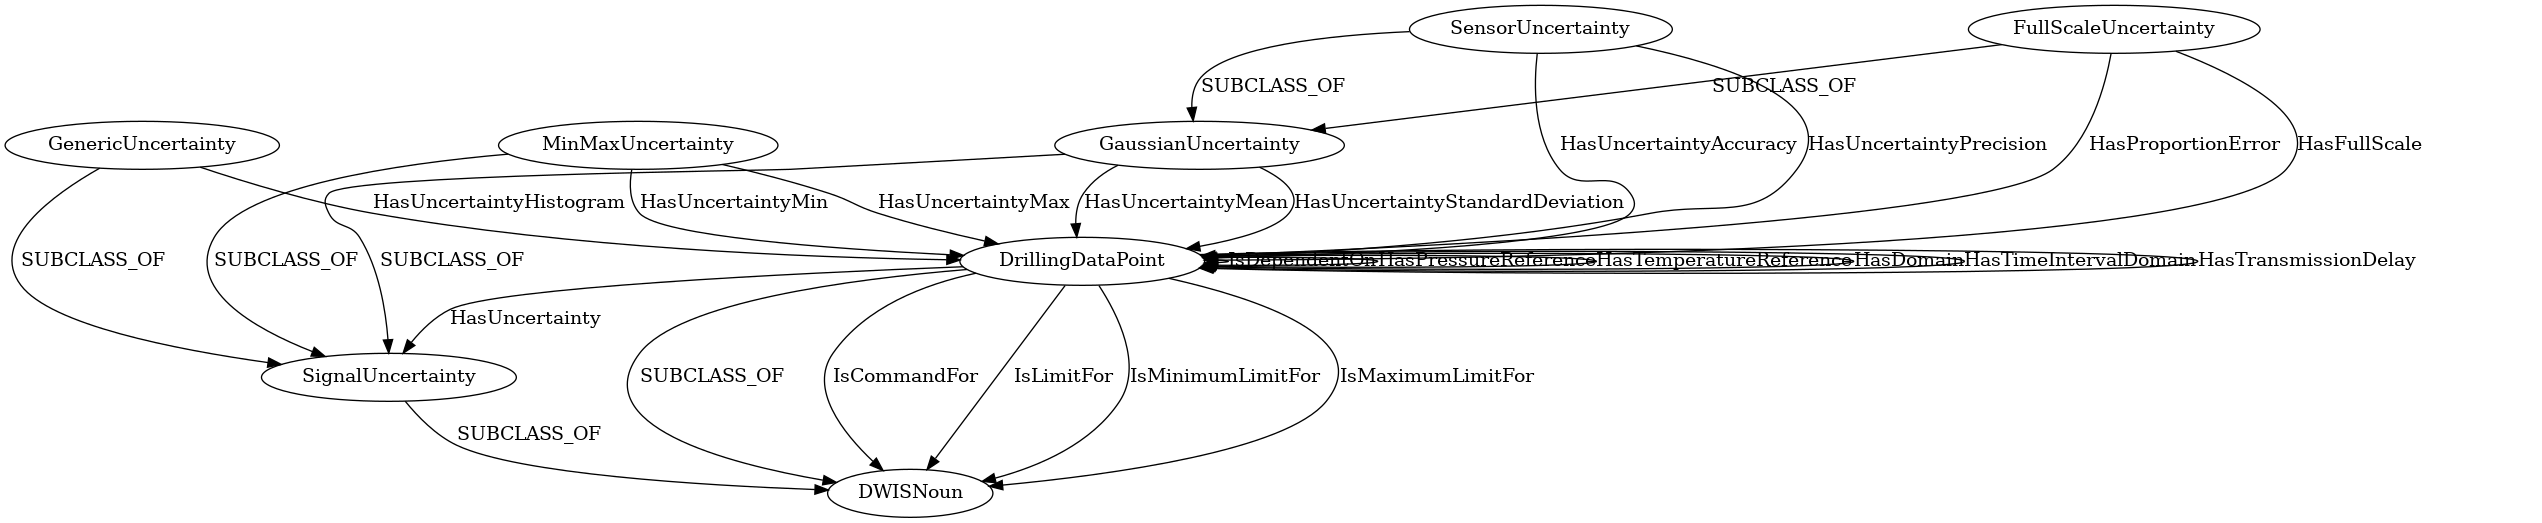 SensorUncertainty
FullScaleUncertainty
SUBCLASS_OF
SUBCLASS_OF
GenericUncertainty
MinMaxUncertainty
GaussianUncertainty
HasUncertaintyAccuracy
HasUncertaintyPrecision
HasProportionError
HasFullScale
HasUncertaintyHistogram
HasUncertaintyMin
HasUncertaintyMax
HasUncertaintyMean
HasUncertaintyStandardDeviation
SUBCLASS_OF
SUBCLASS_OF
SUBCLASS_OF
DrillingDataPoint
IsDependentOn
HasPressureReference
HasTemperatureReference
HasDomain
HasTimeIntervalDomain
HasTransmissionDelay
HasUncertainty
SignalUncertainty
SUBCLASS_OF
IsCommandFor
IsLimitFor
IsMinimumLimitFor
IsMaximumLimitFor
SUBCLASS_OF
DWISNoun